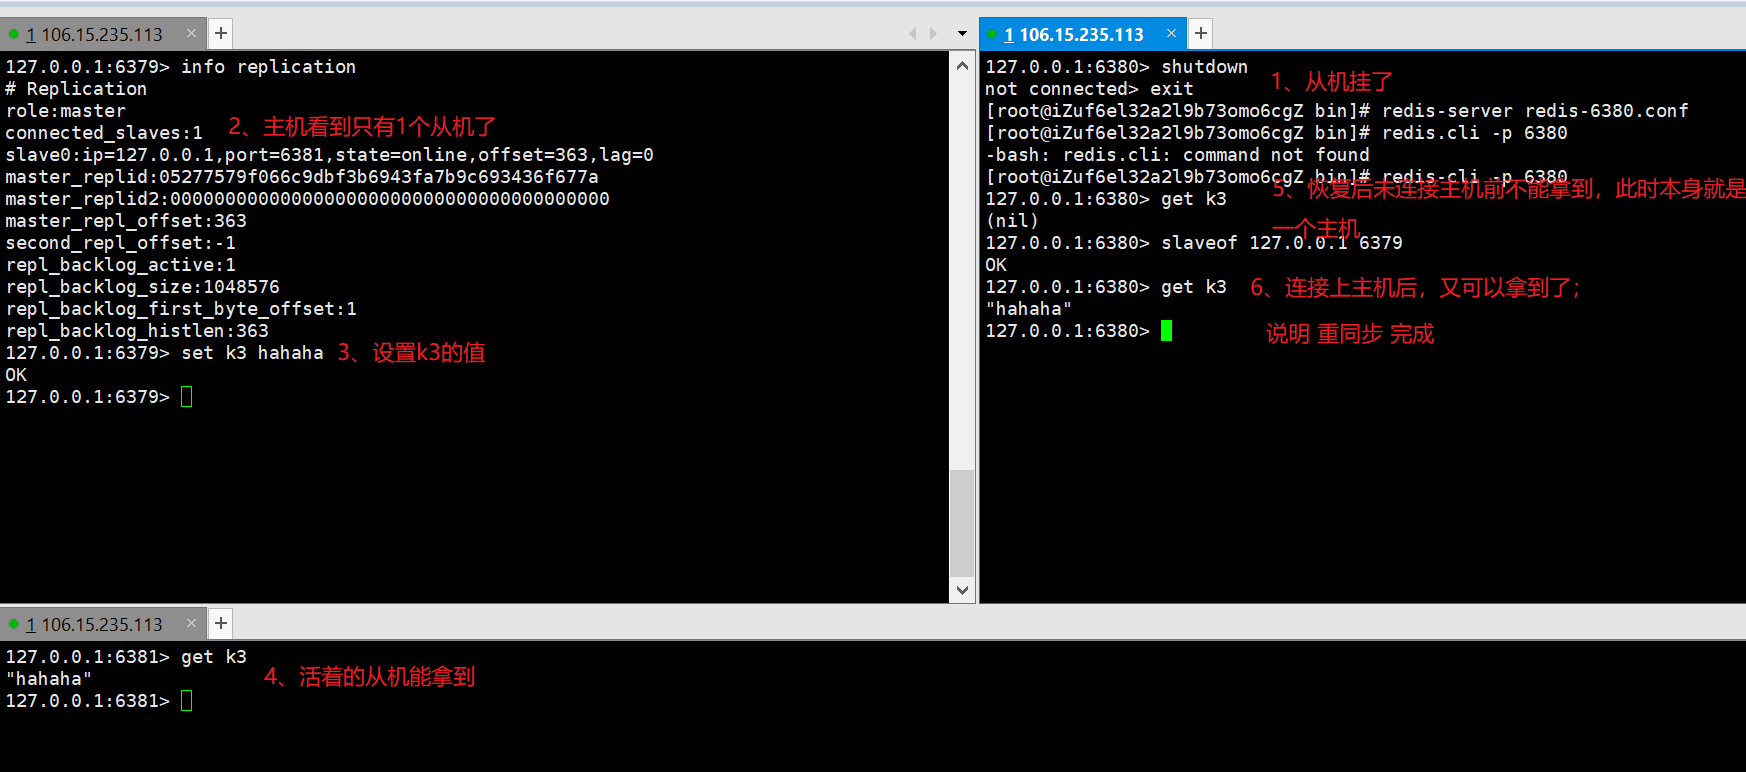 1 106.15.235.113 × +
127.0.0.1:6379> info replication
# Replication
role:master
connected_slaves:1
2、主机看到只有1个从机了
slave0:ip=127.0.0.1,port=6381,state=online,offset=363,lag=0
master_replid:05277579f066c9dbf3b6943fa7b9c693436f677a
master_replid2:0000000000000000000000000000000000000000
master_repl_offset:363
second_repl_offset:-1
repl_backlog_active:1
repl_backlog_size:1048576
repl_backlog_first_byte_offset:1
repl_backlog_histlen:363
127.0.0.1:6379> set k3 hahaha
3、设置k3的值
OK
127.0.0.1:6379>
1 106.15.235.113 × +
127.0.0.1:6380> shutdown
1、从机挂了
not connected> exit
[root@iZuf6el32a2l9b73omo6cgZ bin]# redis-server redis-6380.conf
[root@iZuf6el32a2l9b73omo6cgZ bin]# redis.cli -p 6380
-bash: redis.cli: command not found
[root@iZuf6el32a2l9b73omo6cgZ bin]# redis-cli -p 6380
5、恢复后未连接主机前不能拿到，此时本身就是
一个主机
127.0.0.1:6380> get k3
(nil)
127.0.0.1:6380> slaveof 127.0.0.1 6379
OK
127.0.0.1:6380> get k3
6、连接上主机后，又可以拿到了；
"hahaha"
127.0.0.1:6380>
说明 重同步 完成
1 106.15.235.113 × +
127.0.0.1:6381> get k3
"hahaha"
4、活着的从机能拿到
127.0.0.1:6381>